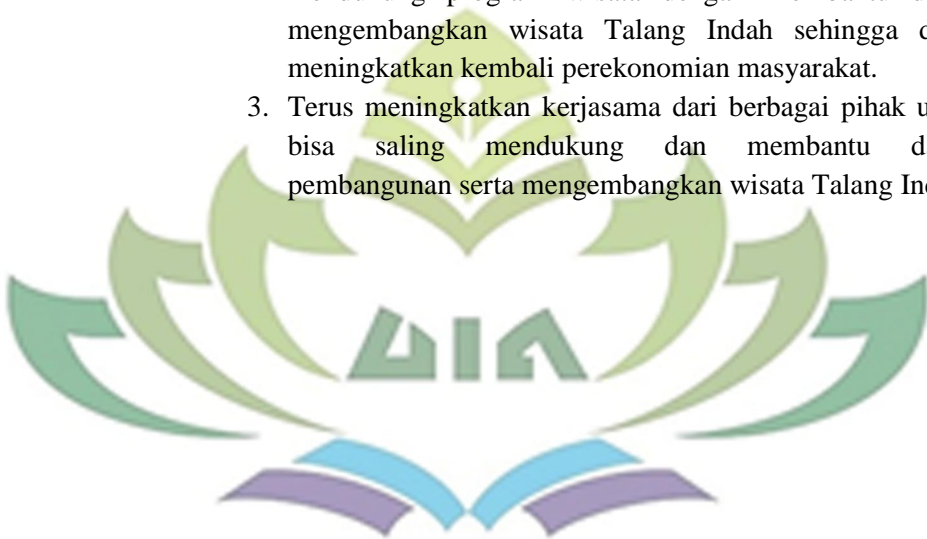 mengembangkan wisata Talang Indah sehingga
meningkatkan kembali perekonomian masyarakat.
3. Terus meningkatkan kerjasama dari berbagai pihak
bisa saling mendukung dan membantu
pembangunan serta mengembangkan wisata Talang
UIN